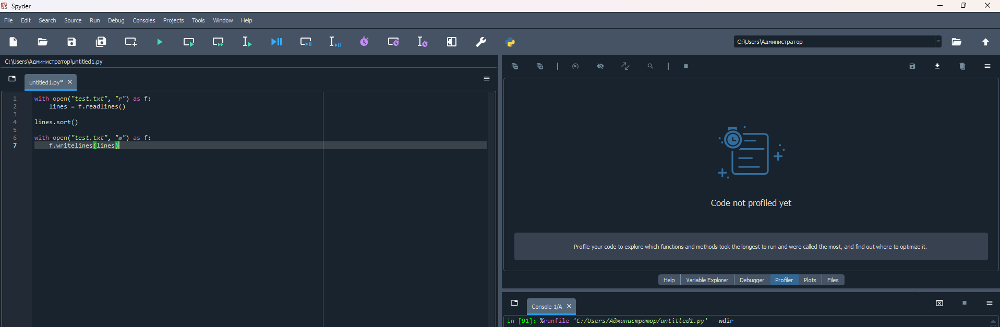 Spyder
File Edit Search Source Run Debug Consoles Projects Tools Window Help
C:\Users\Администратор
C:\Users\Администратор\untitled1.py
untitled1.py*
1 with open("test.txt", "r") as f:
2     lines = f.readlines()
3
4 lines.sort()
5
6 with open("test.txt", "w") as f:
7     f.writelines(lines)
Code not profiled yet
Profile your code to explore which functions and methods took the longest to run and were called the most, and find out where to optimize it.
Help Variable Explorer Debugger Profiler Plots Files
Console 1/A
In [91]: %runfile 'C:/Users/Администратор/untitled1.py' --wdir